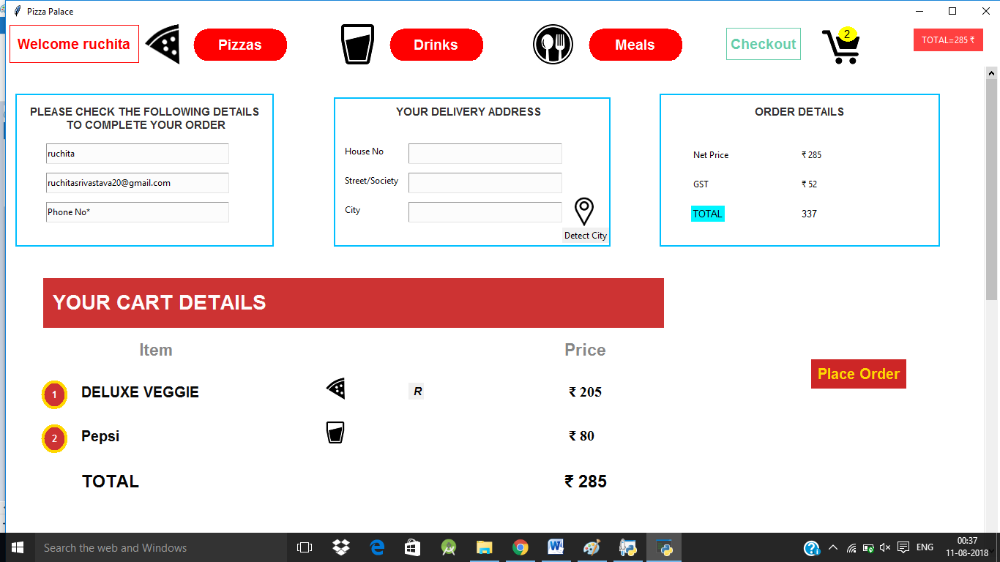 Pizza Palace
Welcome ruchita
Pizzas
Drinks
Meals
Checkout
2
TOTAL=285 ₹
PLEASE CHECK THE FOLLOWING DETAILS
TO COMPLETE YOUR ORDER
ruchita
ruchitasrivastava20@gmail.com
Phone No*
YOUR DELIVERY ADDRESS
House No
Street/Society
City
Detect City
ORDER DETAILS
Net Price ₹ 285
GST ₹ 52
TOTAL 337
YOUR CART DETAILS
Item Price
1 DELUXE VEGGIE R ₹ 205
2 Pepsi ₹ 80
TOTAL ₹ 285
Place Order
Search the web and Windows
ENG
00:37
11-08-2018